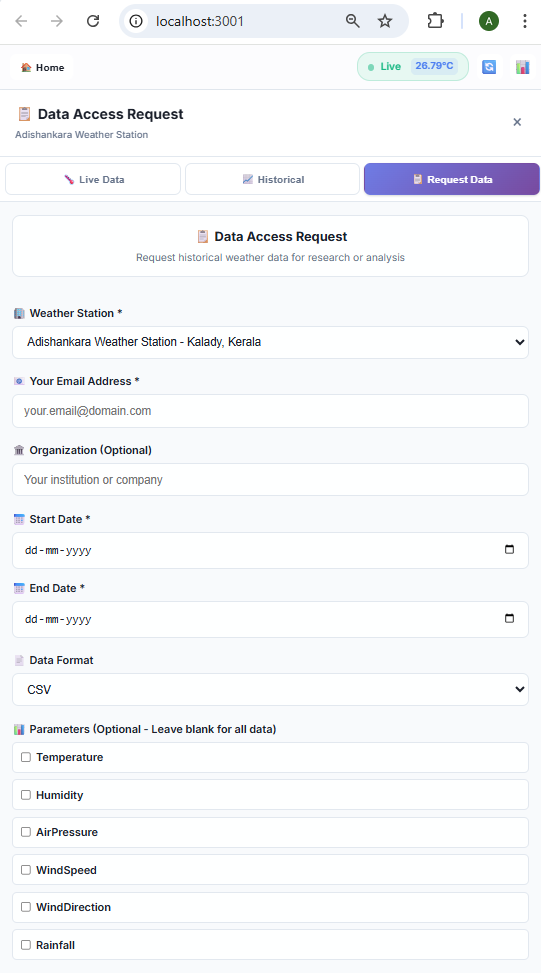 localhost:3001
A
Home
Live 26.79°C
Data Access Request
Adishankara Weather Station
×
Live Data
Historical
Request Data
Data Access Request
Request historical weather data for research or analysis
Weather Station *
Adishankara Weather Station - Kalady, Kerala
Your Email Address *
your.email@domain.com
Organization (Optional)
Your institution or company
Start Date *
dd-mm-yyyy
End Date *
dd-mm-yyyy
Data Format
CSV
Parameters (Optional - Leave blank for all data)
Temperature
Humidity
AirPressure
WindSpeed
WindDirection
Rainfall